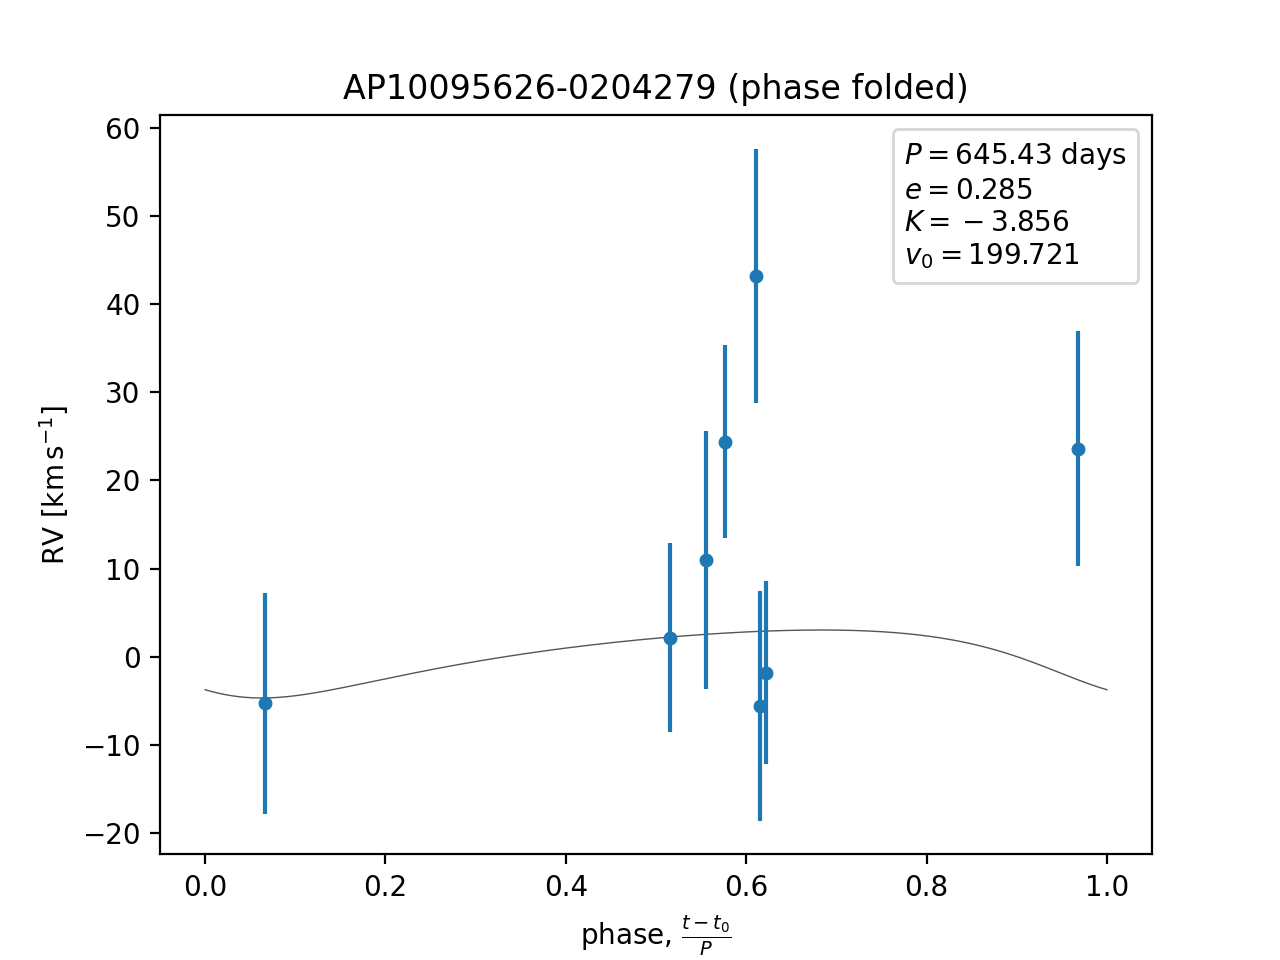 AP10095626-0204279 (phase folded)
P = 645.43 days
e = 0.285
K = −3.856
v₀ = 199.721
RV [km s⁻¹]
60
50
40
30
20
10
0
−10
−20
0.0 0.2 0.4 0.6 0.8 1.0
phase, (t − t₀)/P